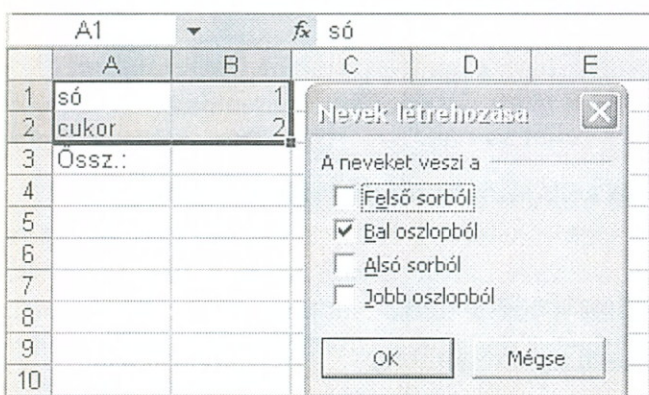 A1 fx só
A B C D E
1 só 1
2 cukor 2
3 Össz.:
4
5
6
7
8
9
10
Nevek létrehozása
A neveket veszi a
Felső sorból
Bal oszlopból
Alsó sorból
Jobb oszlopból
OK Mégse